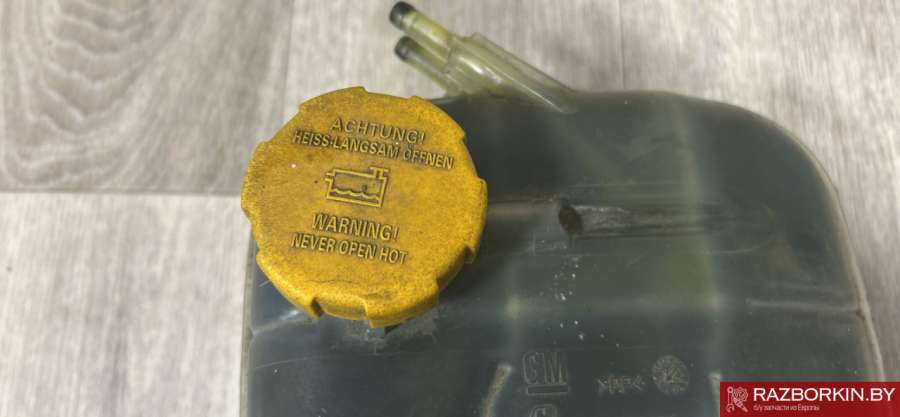 ACHTUNG!
HEISS-LANGSAM ÖFFNEN
WARNING!
NEVER OPEN HOT
GM
RAZBORKIN.BY
б/у запчасти из Европы